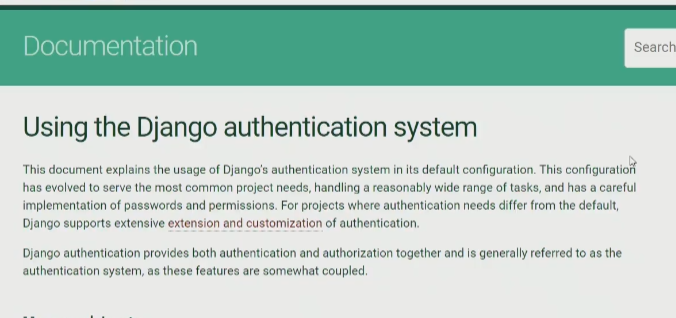 Documentation
Search
Using the Django authentication system
This document explains the usage of Django's authentication system in its default configuration. This configuration
has evolved to serve the most common project needs, handling a reasonably wide range of tasks, and has a careful
implementation of passwords and permissions. For projects where authentication needs differ from the default,
Django supports extensive extension and customization of authentication.
Django authentication provides both authentication and authorization together and is generally referred to as the
authentication system, as these features are somewhat coupled.